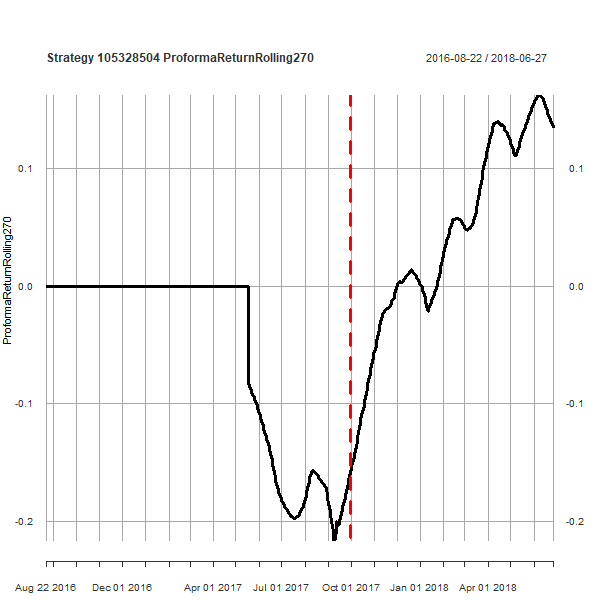 Strategy 105328504 ProformaReturnRolling270
2016-08-22 / 2018-06-27
ProformaReturnRolling270
0.1 0.1
0.0 0.0
-0.1 -0.1
-0.2 -0.2
Aug 22 2016 Dec 01 2016 Apr 01 2017 Jul 01 2017 Oct 01 2017 Jan 01 2018 Apr 01 2018